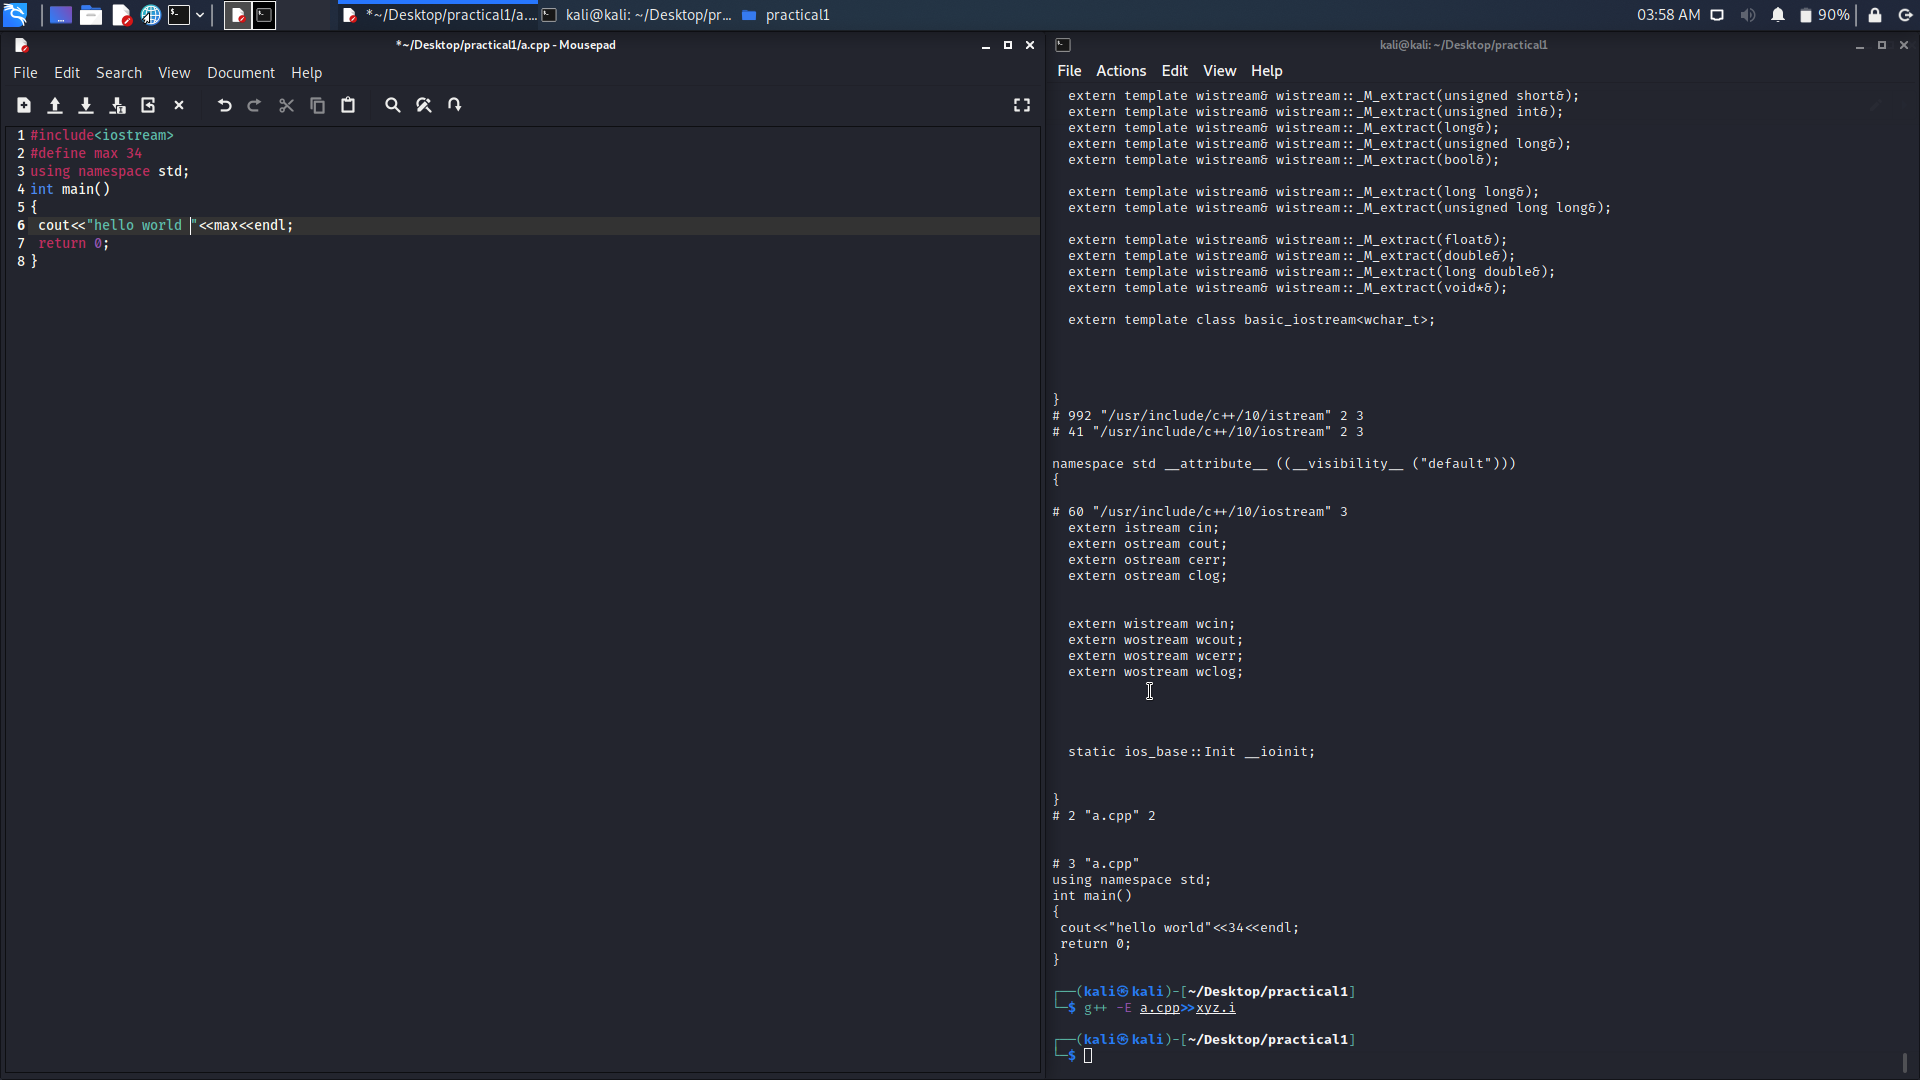 *~/Desktop/practical1/a....
kali@kali: ~/Desktop/pr...
practical1
03:58 AM
90%
*~/Desktop/practical1/a.cpp - Mousepad
File Edit Search View Document Help
1 #include<iostream>
2 #define max 34
3 using namespace std;
4 int main()
5 {
6  cout<<"hello world "<<max<<endl;
7  return 0;
8 }
kali@kali: ~/Desktop/practical1
File Actions Edit View Help
extern template wistream& wistream::_M_extract(unsigned short&);
extern template wistream& wistream::_M_extract(unsigned int&);
extern template wistream& wistream::_M_extract(long&);
extern template wistream& wistream::_M_extract(unsigned long&);
extern template wistream& wistream::_M_extract(bool&);
extern template wistream& wistream::_M_extract(long long&);
extern template wistream& wistream::_M_extract(unsigned long long&);
extern template wistream& wistream::_M_extract(float&);
extern template wistream& wistream::_M_extract(double&);
extern template wistream& wistream::_M_extract(long double&);
extern template wistream& wistream::_M_extract(void*&);
extern template class basic_iostream<wchar_t>;
}
# 992 "/usr/include/c++/10/istream" 2 3
# 41 "/usr/include/c++/10/iostream" 2 3
namespace std __attribute__ ((__visibility__ ("default")))
{
# 60 "/usr/include/c++/10/iostream" 3
extern istream cin;
extern ostream cout;
extern ostream cerr;
extern ostream clog;
extern wistream wcin;
extern wostream wcout;
extern wostream wcerr;
extern wostream wclog;
static ios_base::Init __ioinit;
}
# 2 "a.cpp" 2
# 3 "a.cpp"
using namespace std;
int main()
{
 cout<<"hello world"<<34<<endl;
 return 0;
}
┌──(kali㉿kali)-[~/Desktop/practical1]
└─$ g++ -E a.cpp>>xyz.i
┌──(kali㉿kali)-[~/Desktop/practical1]
└─$